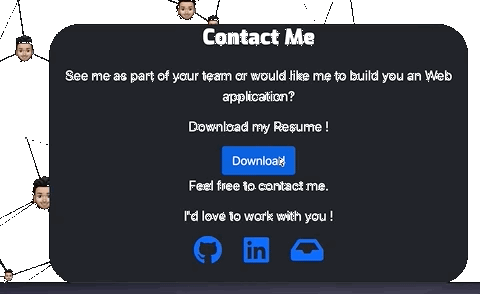 Contact Me
See me as part of your team or would like me to build you an Web
application?
Download my Resume !
Download
Feel free to contact me.
I'd love to work with you !
in